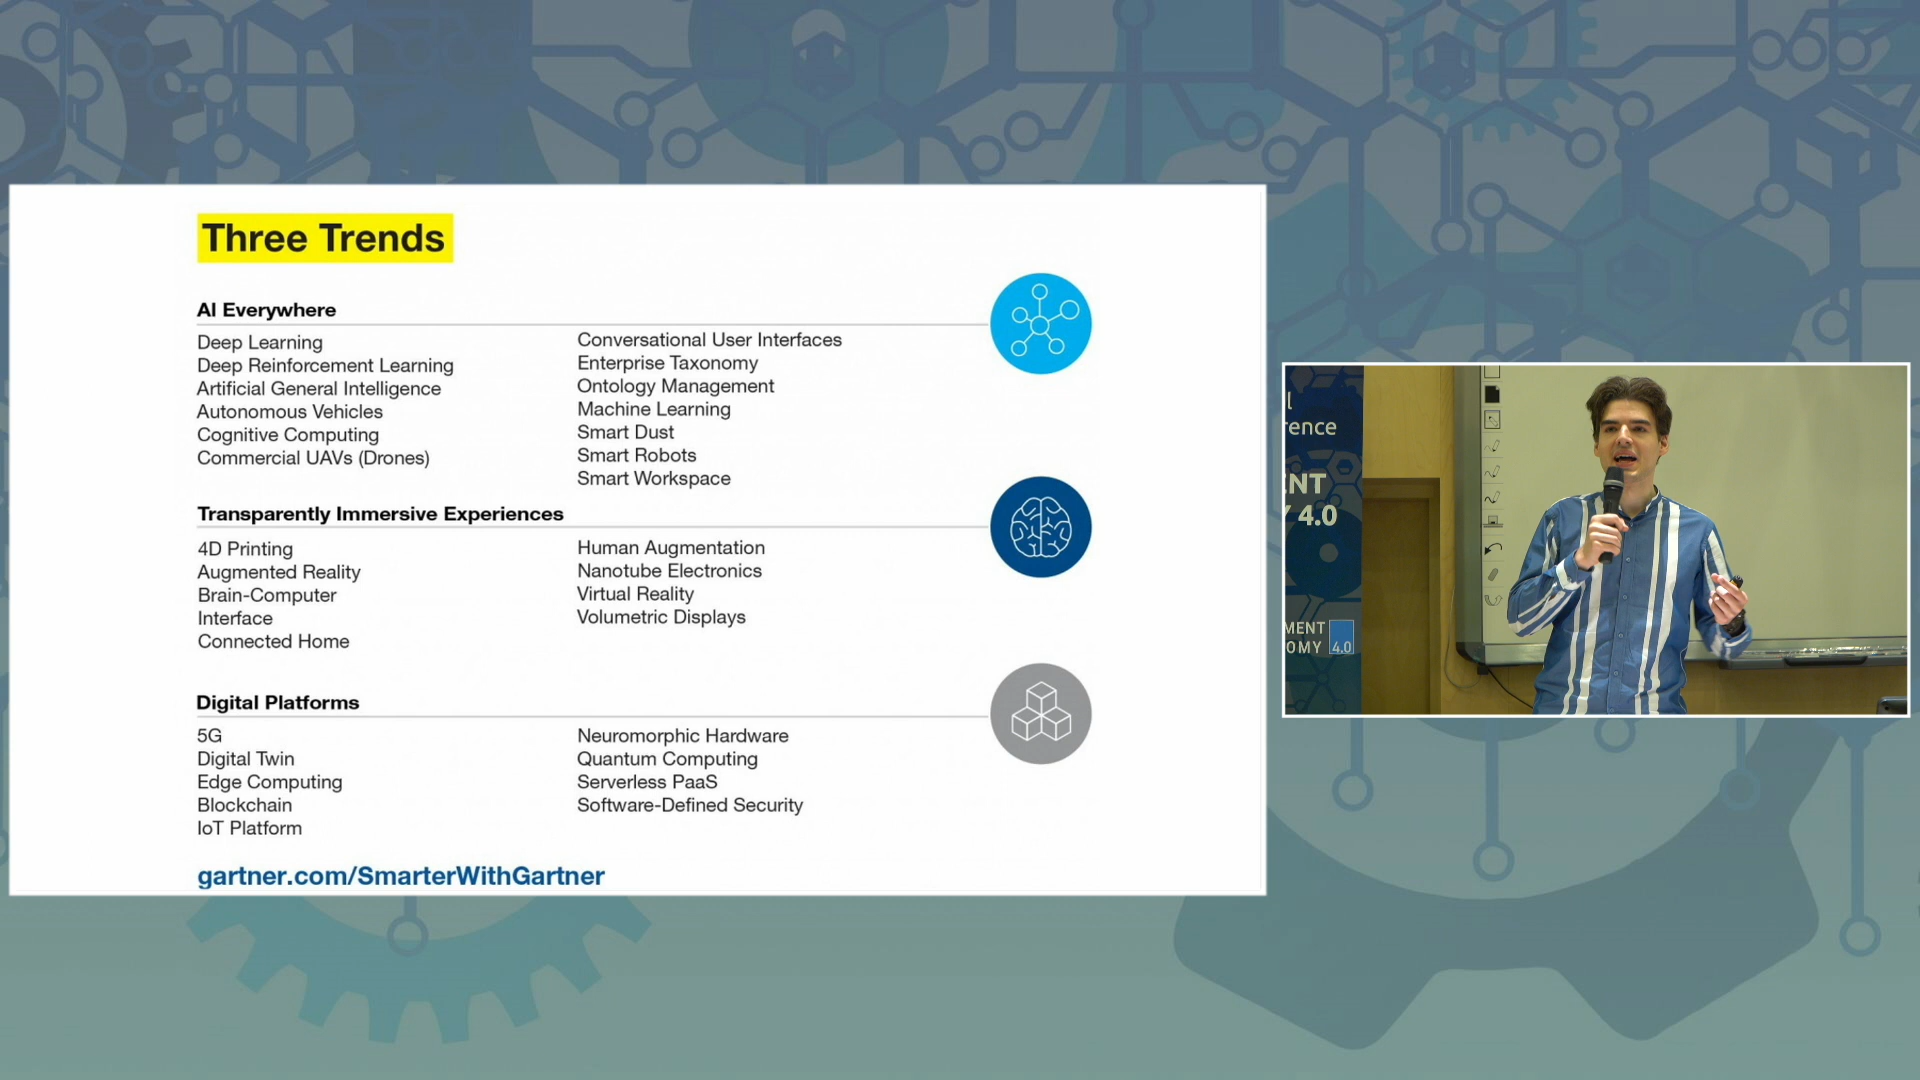 Three Trends
AI Everywhere
Deep Learning
Deep Reinforcement Learning
Artificial General Intelligence
Autonomous Vehicles
Cognitive Computing
Commercial UAVs (Drones)
Conversational User Interfaces
Enterprise Taxonomy
Ontology Management
Machine Learning
Smart Dust
Smart Robots
Smart Workspace
Transparently Immersive Experiences
4D Printing
Augmented Reality
Brain-Computer
Interface
Connected Home
Human Augmentation
Nanotube Electronics
Virtual Reality
Volumetric Displays
Digital Platforms
5G
Digital Twin
Edge Computing
Blockchain
IoT Platform
Neuromorphic Hardware
Quantum Computing
Serverless PaaS
Software-Defined Security
gartner.com/SmarterWithGartner
l
rence
ENT
Y 4.0
MENT
OMY 4.0